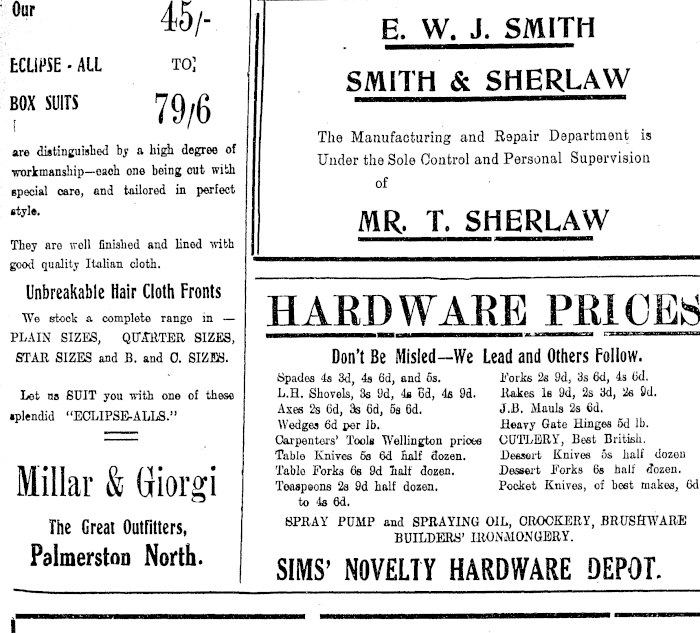 Our 45/-
ECLIPSE - ALL TO
BOX SUITS 79/6
are distinguished by a high degree of
workmanship—each one being cut with
special care, and tailored in perfect
style.
They are well finished and lined with
good quality Italian cloth.
Unbreakable Hair Cloth Fronts
We stock a complete range in —
PLAIN SIZES, QUARTER SIZES,
STAR SIZES and B. and C. SIZES.
Let us SUIT you with one of these
splendid "ECLIPSE-ALLS."
Millar & Giorgi
The Great Outfitters,
Palmerston North.
E. W. J. SMITH
SMITH & SHERLAW
The Manufacturing and Repair Department is
Under the Sole Control and Personal Supervision
of
MR. T. SHERLAW
HARDWARE PRICES
Don't Be Misled—We Lead and Others Follow.
Spades 4s 3d, 4s 6d, and 5s.
L.H. Shovels, 3s 9d, 4s 6d, 4s 9d.
Axes 2s 6d, 3s 6d, 5s 6d.
Wedges 6d per lb.
Carpenters' Tools Wellington prices
Table Knives 5s 6d half dozen.
Table Forks 6s 9d half dozen.
Teaspoons 2s 9d half dozen.
to 4s 6d.
Forks 2s 9d, 3s 6d, 4s 6d.
Rakes 1s 9d, 2s 3d, 2s 9d.
J.B. Mauls 2s 6d.
Heavy Gate Hinges 5d lb.
CUTLERY, Best British.
Dessert Knives 5s half dozen
Dessert Forks 6s half dozen.
Pocket Knives, of best makes, 6d
SPRAY PUMP and SPRAYING OIL, CROCKERY, BRUSHWARE
BUILDERS' IRONMONGERY.
SIMS' NOVELTY HARDWARE DEPOT.